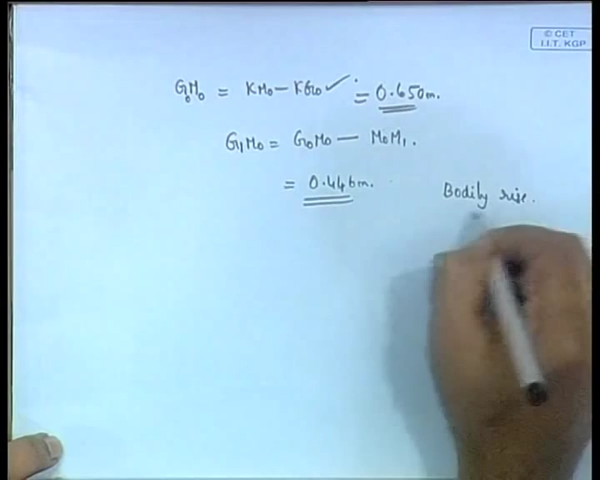 © CET
I.I.T. KGP
G₀M₀ = KM₀ — KG₀ ✓ = 0.650m.
G₁M₀ = G₀M₀ — M₀M₁.
= 0.446m.
Bodily rise.